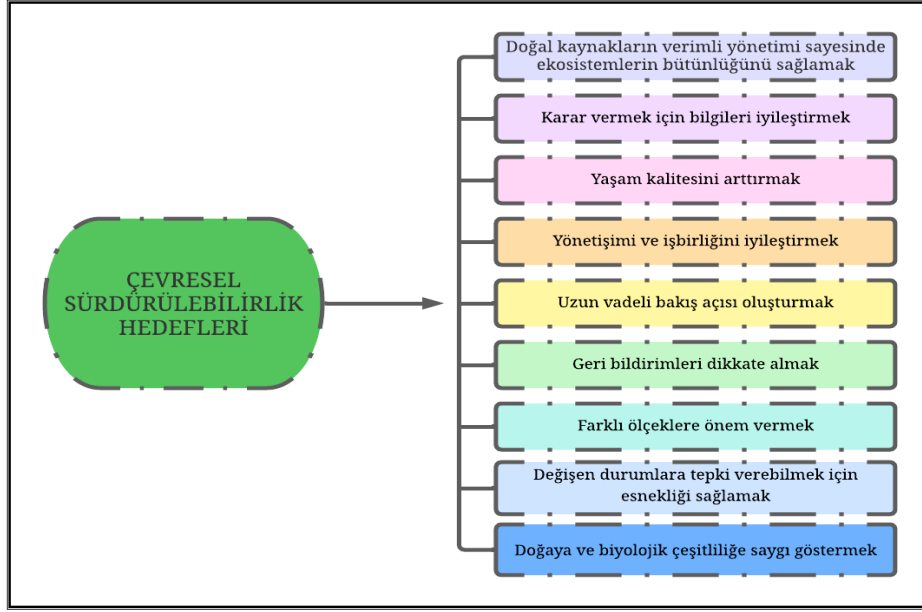 ÇEVRESEL
SÜRDÜRÜLEBİLİRLİK
HEDEFLERİ
Doğal kaynakların verimli yönetimi sayesinde
ekosistemlerin bütünlüğünü sağlamak
Karar vermek için bilgileri iyileştirmek
Yaşam kalitesini arttırmak
Yönetişimi ve işbirliğini iyileştirmek
Uzun vadeli bakış açısı oluşturmak
Geri bildirimleri dikkate almak
Farklı ölçeklere önem vermek
Değişen durumlara tepki verebilmek için
esnekliği sağlamak
Doğaya ve biyolojik çeşitliliğe saygı göstermek